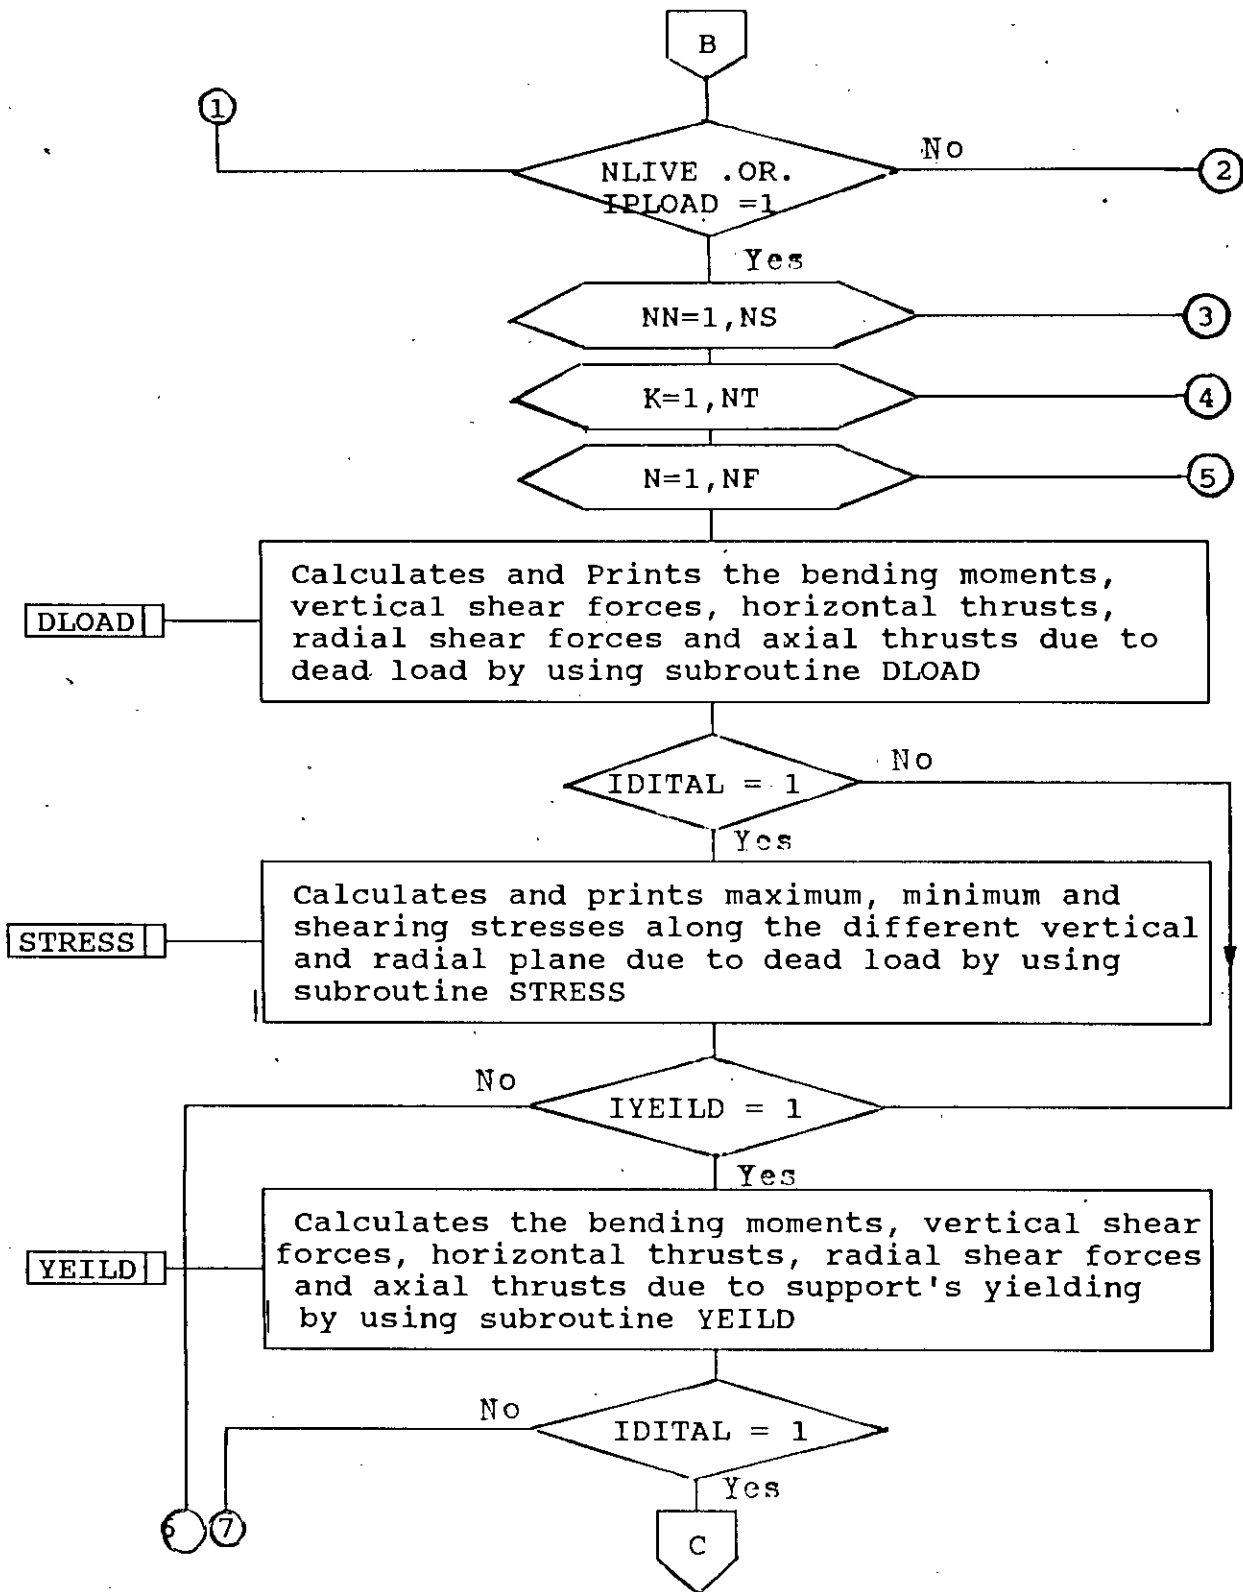 B
1
NLIVE .OR.
IPLOAD =1
No
2
Yes
NN=1,NS
3
K=1,NT
4
N=1,NF
5
DLOAD
Calculates and Prints the bending moments,
vertical shear forces, horizontal thrusts,
radial shear forces and axial thrusts due to
dead load by using subroutine DLOAD
IDITAL = 1
No
Yes
STRESS
Calculates and prints maximum, minimum and
shearing stresses along the different vertical
and radial plane due to dead load by using
subroutine STRESS
No
IYEILD = 1
Yes
YEILD
Calculates the bending moments, vertical shear
forces, horizontal thrusts, radial shear forces
and axial thrusts due to support's yielding
by using subroutine YEILD
No
IDITAL = 1
Yes
6
7
C